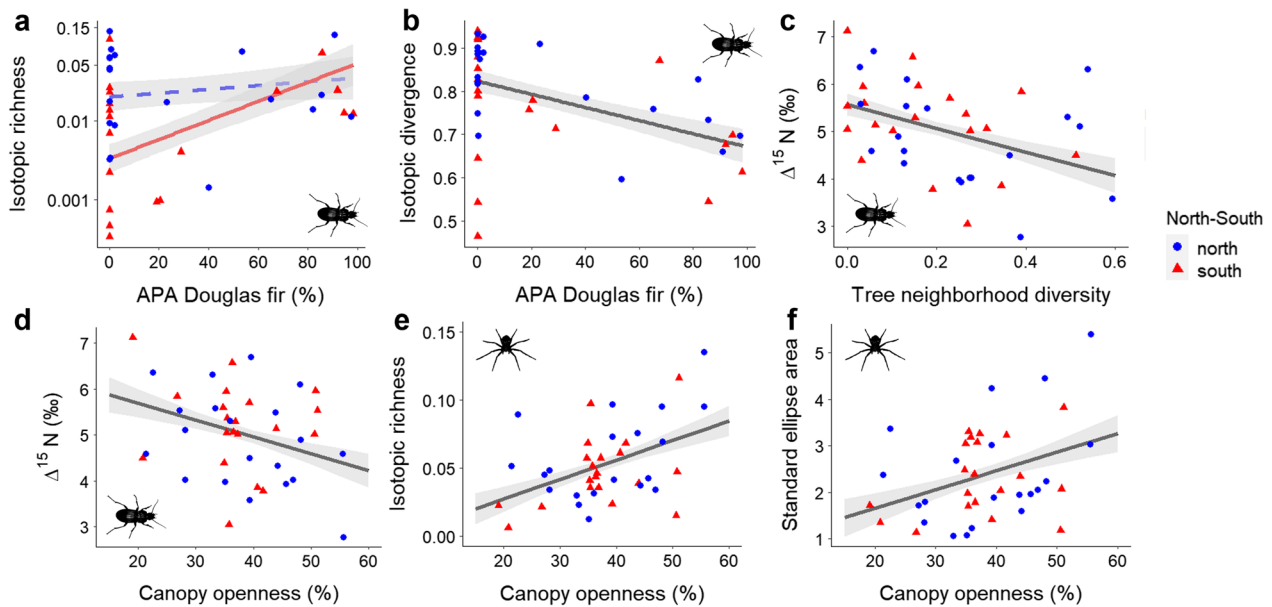 a
Isotopic richness
0.15
0.05
0.01
0.001
0
20
40
60
80
100
APA Douglas fir (%)
b
Isotopic divergence
0.9
0.8
0.7
0.6
0.5
0
20
40
60
80
100
APA Douglas fir (%)
c
Δ¹⁵ N (‰)
7
6
5
4
3
0.0
0.2
0.4
0.6
Tree neighborhood diversity
North-South
north
south
d
Δ¹⁵ N (‰)
7
6
5
4
3
20
30
40
50
60
Canopy openness (%)
e
Isotopic richness
0.15
0.10
0.05
0.00
20
30
40
50
60
Canopy openness (%)
f
Standard ellipse area
5
4
3
2
1
20
30
40
50
60
Canopy openness (%)